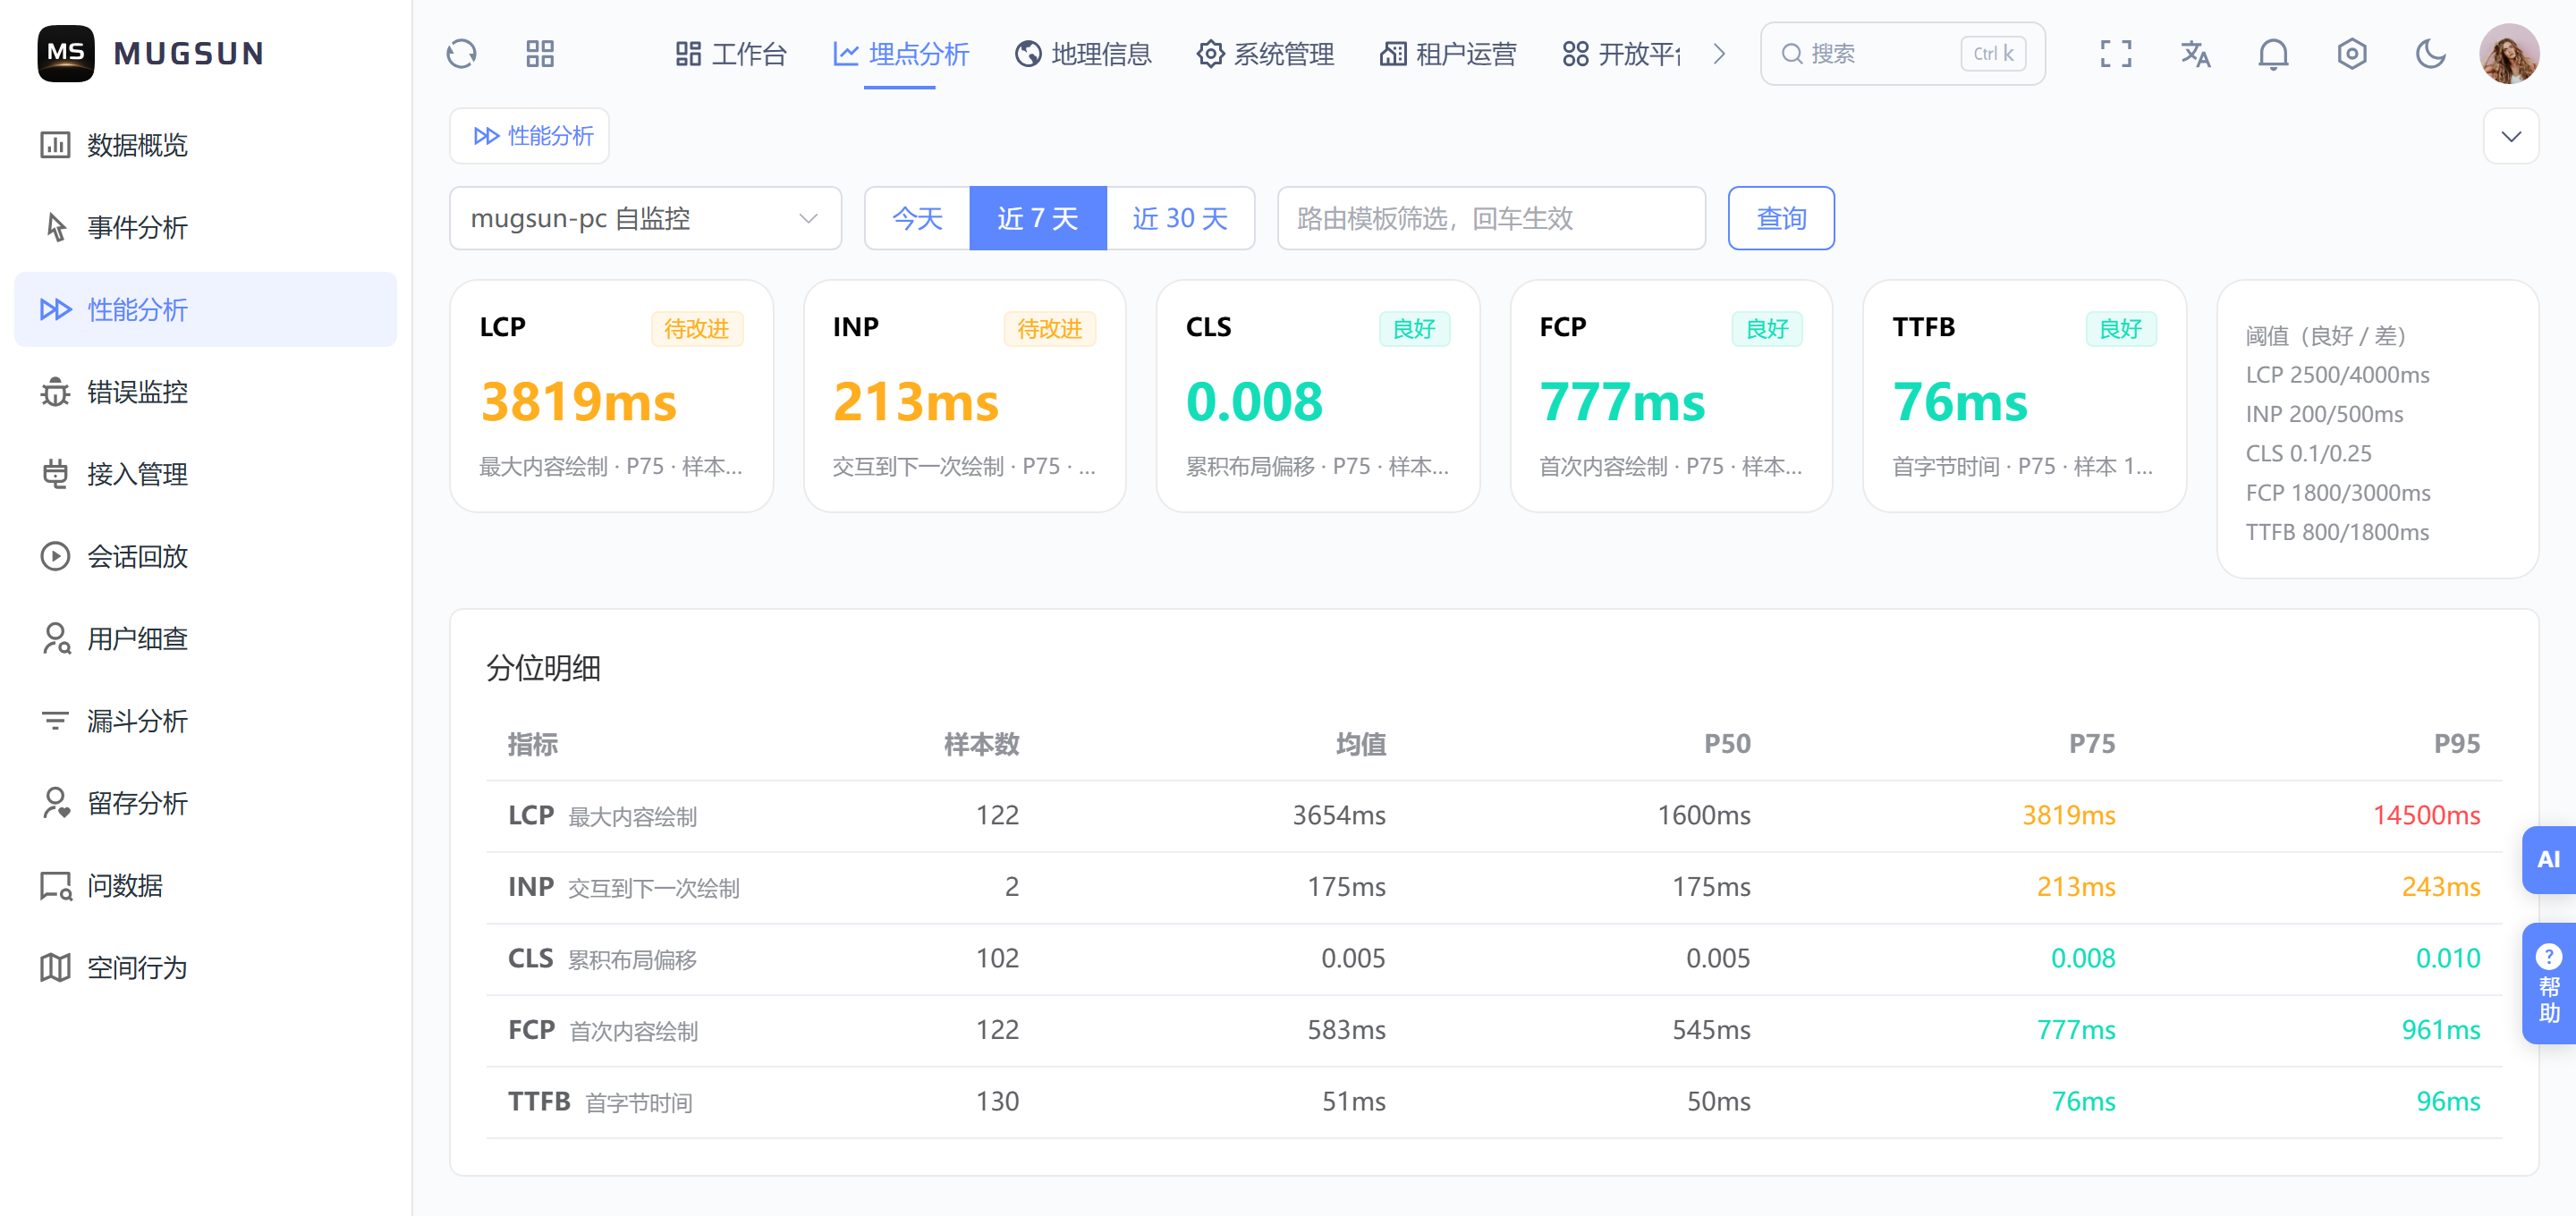 MS MUGSUN
工作台 埋点分析 地理信息 系统管理 租户运营 开放平
搜索 Ctrl k
数据概览
事件分析
性能分析
错误监控
接入管理
会话回放
用户细查
漏斗分析
留存分析
问数据
空间行为
性能分析
mugsun-pc 自监控 今天 近 7 天 近 30 天 路由模板筛选，回车生效 查询
LCP 待改进
3819ms
最大内容绘制 · P75 · 样本...
INP 待改进
213ms
交互到下一次绘制 · P75 · ...
CLS 良好
0.008
累积布局偏移 · P75 · 样本...
FCP 良好
777ms
首次内容绘制 · P75 · 样本...
TTFB 良好
76ms
首字节时间 · P75 · 样本 1...
阈值（良好 / 差）
LCP 2500/4000ms
INP 200/500ms
CLS 0.1/0.25
FCP 1800/3000ms
TTFB 800/1800ms
分位明细
指标 样本数 均值 P50 P75 P95
LCP 最大内容绘制 122 3654ms 1600ms 3819ms 14500ms
INP 交互到下一次绘制 2 175ms 175ms 213ms 243ms
CLS 累积布局偏移 102 0.005 0.005 0.008 0.010
FCP 首次内容绘制 122 583ms 545ms 777ms 961ms
TTFB 首字节时间 130 51ms 50ms 76ms 96ms
AI
?
帮
助